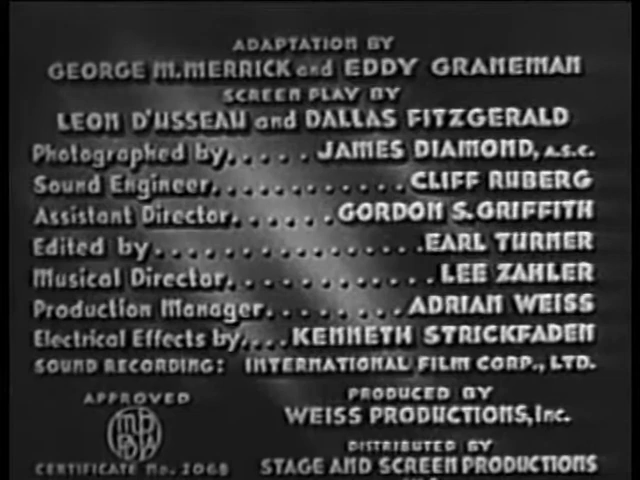 ADAPTATION BY
GEORGE M. MERRICK and EDDY GRANEMAN
SCREEN PLAY BY
LEON D'USSEAU and DALLAS FITZGERALD
Photographed by..... JAMES DIAMOND, A.S.C.
Sound Engineer............ CLIFF RUBERG
Assistant Director...... GORDON S. GRIFFITH
Edited by................. EARL TURNER
Musical Director............ LEE ZAHLER
Production Manager........ ADRIAN WEISS
Electrical Effects by.... KENNETH STRICKFADEN
SOUND RECORDING: INTERNATIONAL FILM CORP., LTD.
APPROVED
CERTIFICATE No. 2068
PRODUCED BY
WEISS PRODUCTIONS, Inc.
DISTRIBUTED BY
STAGE AND SCREEN PRODUCTIONS